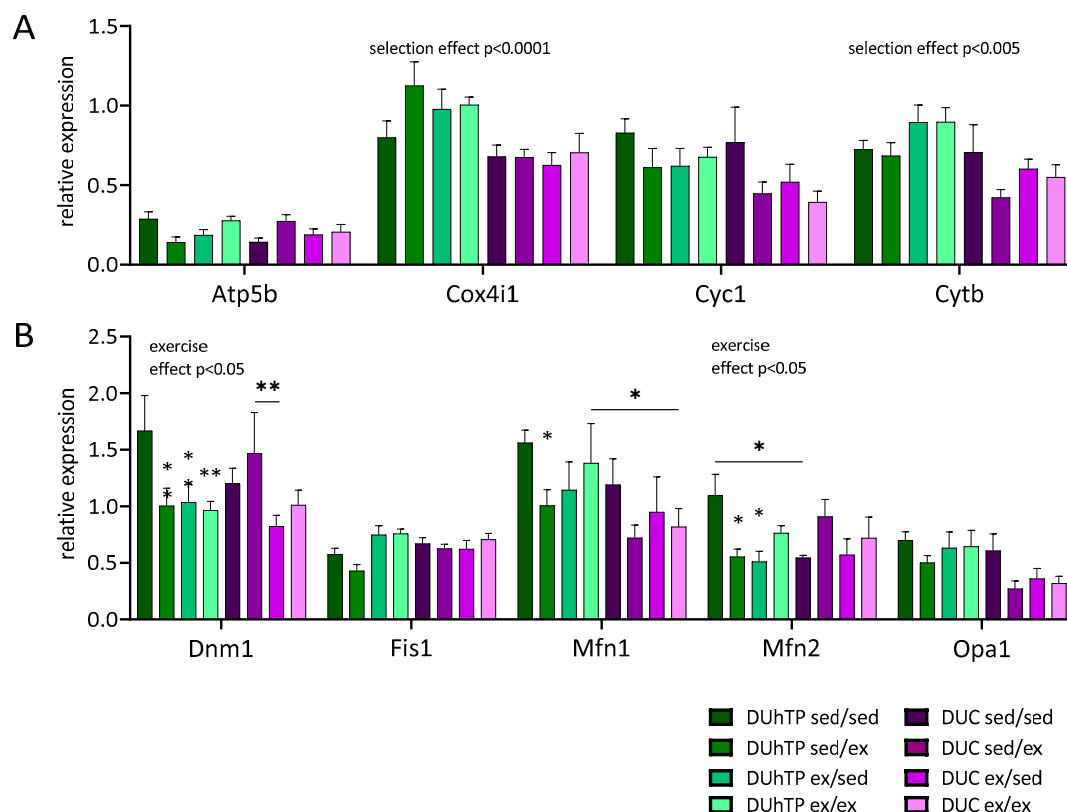 A
selection effect p<0.0001
selection effect p<0.005
relative expression
1.5
1.0
0.5
0.0
Atp5b Cox4i1 Cyc1 Cytb
B
exercise
effect p<0.05
exercise
effect p<0.05
relative expression
2.5
2.0
1.5
1.0
0.5
0.0
**
*
*
*
*
*
*
**
*
*
*
*
Dnm1 Fis1 Mfn1 Mfn2 Opa1
DUhTP sed/sed DUC sed/sed
DUhTP sed/ex DUC sed/ex
DUhTP ex/sed DUC ex/sed
DUhTP ex/ex DUC ex/ex